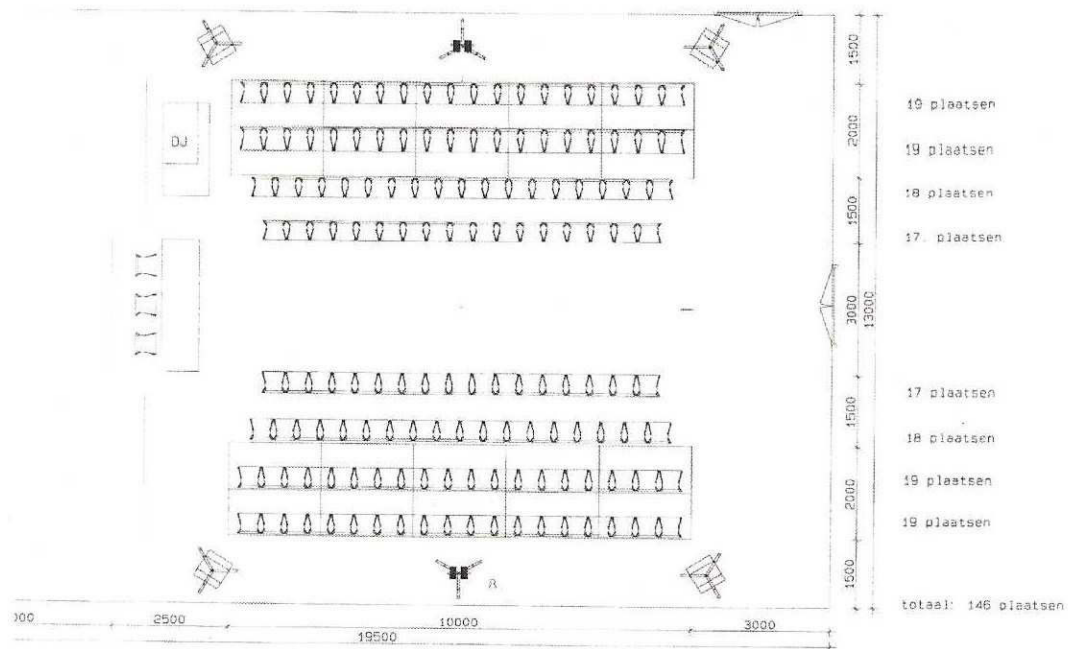 1500
19 plaatsen
DJ
2000
19 plaatsen
18 plaatsen
1500
17. plaatsen
3000
13000
17 plaatsen
1500
18 plaatsen
19 plaatsen
2000
19 plaatsen
1500
totaal: 146 plaatsen
2500
10000
3000
19500